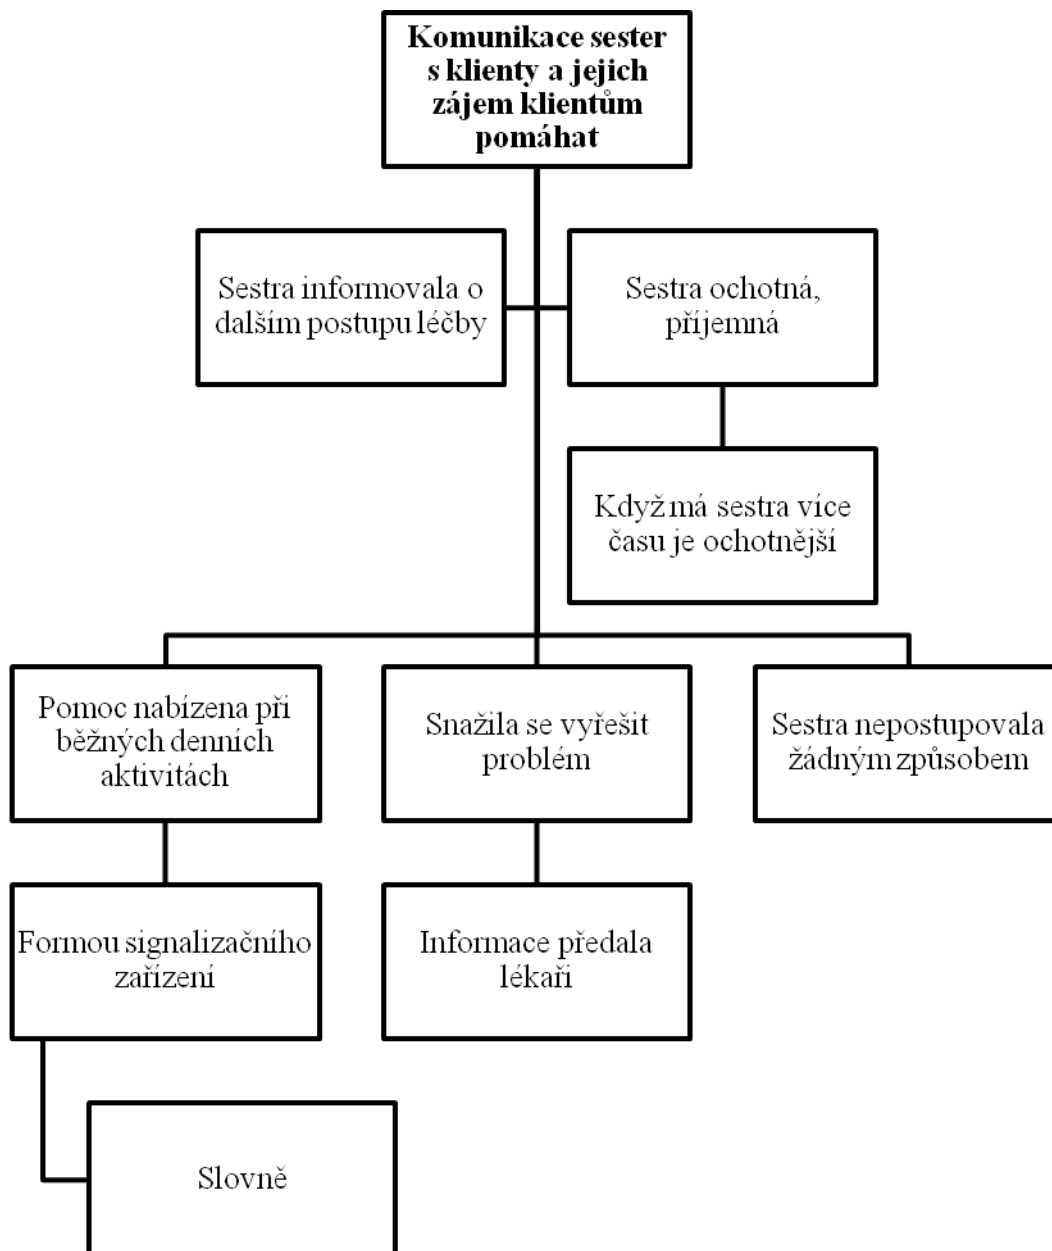 Komunikace sester
s klienty a jejich
zájem klientům
pomáhat
Sestra informovala o
dalším postupu léčby
Sestra ochotná,
příjemná
Když má sestra více
času je ochotnější
Pomoc nabízena při
běžných denních
aktivitách
Snažila se vyřešit
problém
Sestra nepostupovala
žádným způsobem
Formou signalizačního
zařízení
Informace předala
lékaři
Slovně